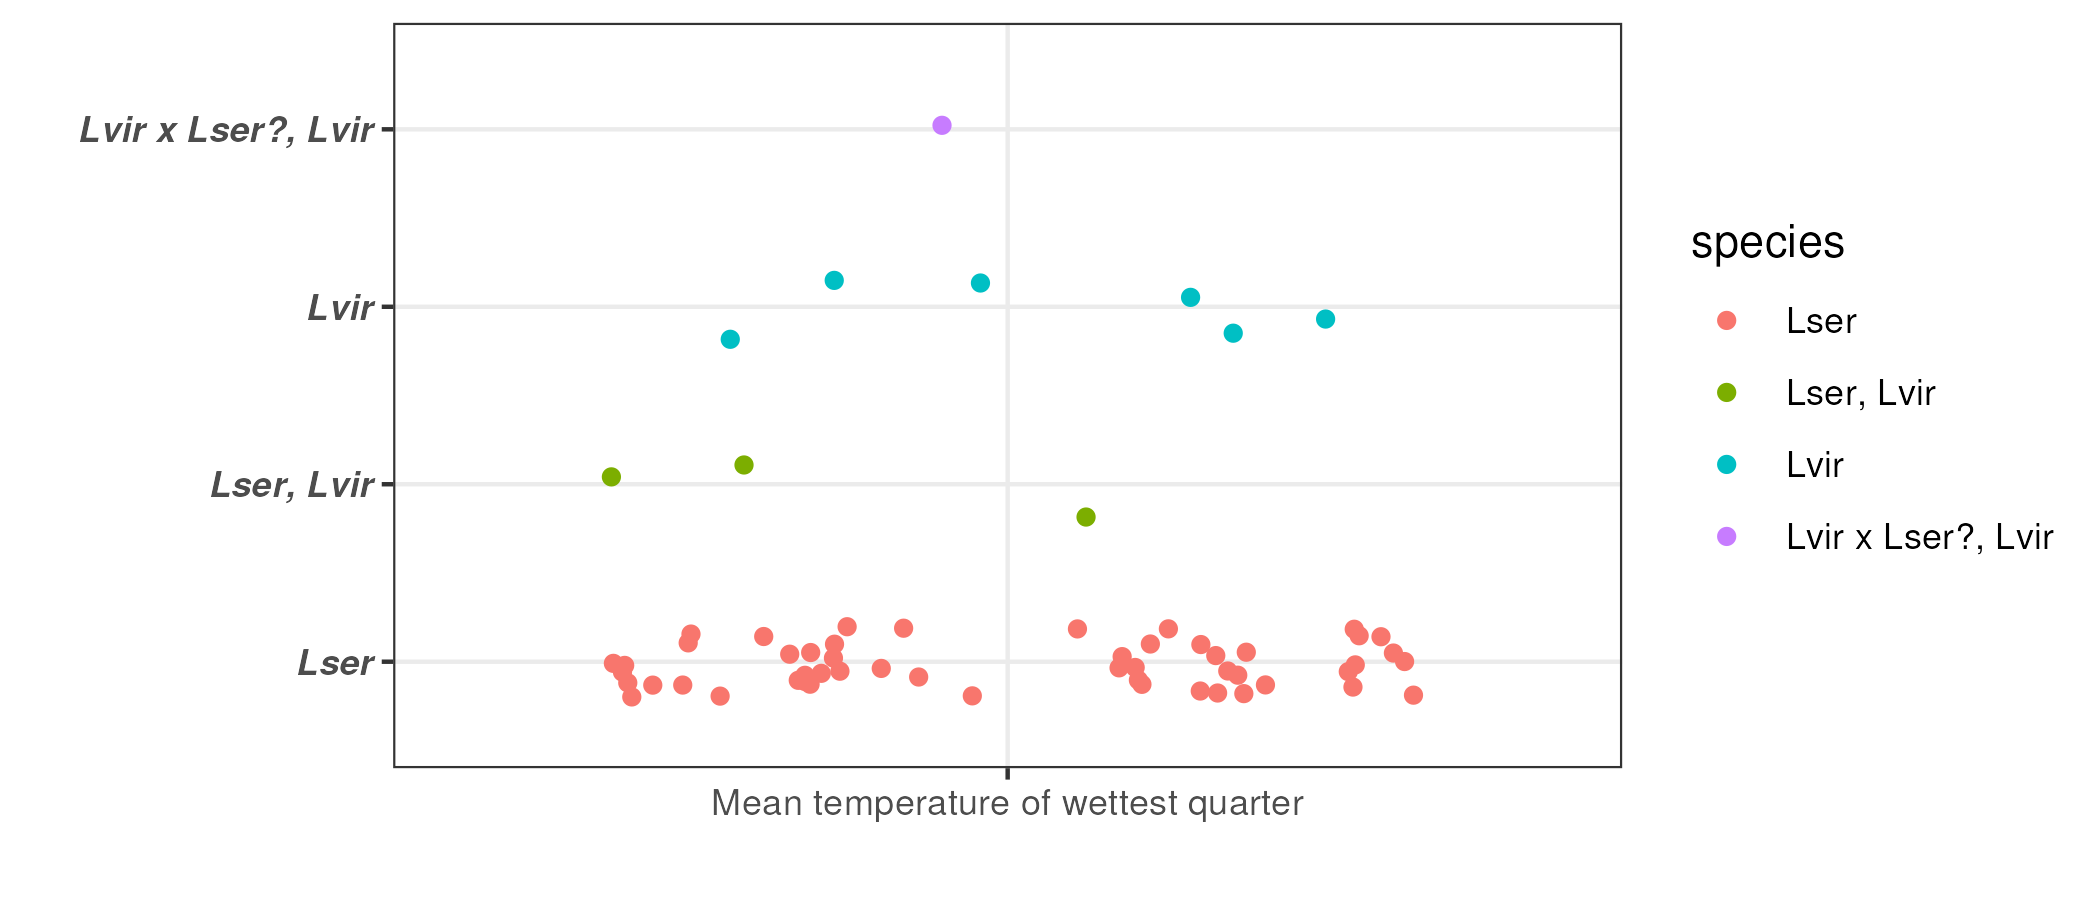 Lvir x Lser?, Lvir
Lvir
Lser, Lvir
Lser
Mean temperature of wettest quarter
species
Lser
Lser, Lvir
Lvir
Lvir x Lser?, Lvir